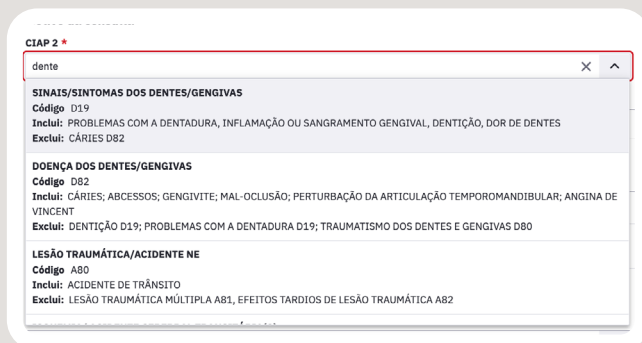 CIAP 2 *
dente
SINAIS/SINTOMAS DOS DENTES/GENGIVAS
Código D19
Inclui: PROBLEMAS COM A DENTADURA, INFLAMAÇÃO OU SANGRAMENTO GENGIVAL, DENTIÇÃO, DOR DE DENTES
Exclui: CÁRIES D82
DOENÇA DOS DENTES/GENGIVAS
Código D82
Inclui: CÁRIES; ABCESSOS; GENGIVITE; MAL-OCLUSÃO; PERTURBAÇÃO DA ARTICULAÇÃO TEMPOROMANDIBULAR; ANGINA DE
VINCENT
Exclui: DENTIÇÃO D19; PROBLEMAS COM A DENTADURA D19; TRAUMATISMO DOS DENTES E GENGIVAS D80
LESÃO TRAUMÁTICA/ACIDENTE NE
Código A80
Inclui: ACIDENTE DE TRÂNSITO
Exclui: LESÃO TRAUMÁTICA MÚLTIPLA A81, EFEITOS TARDIOS DE LESÃO TRAUMÁTICA A82